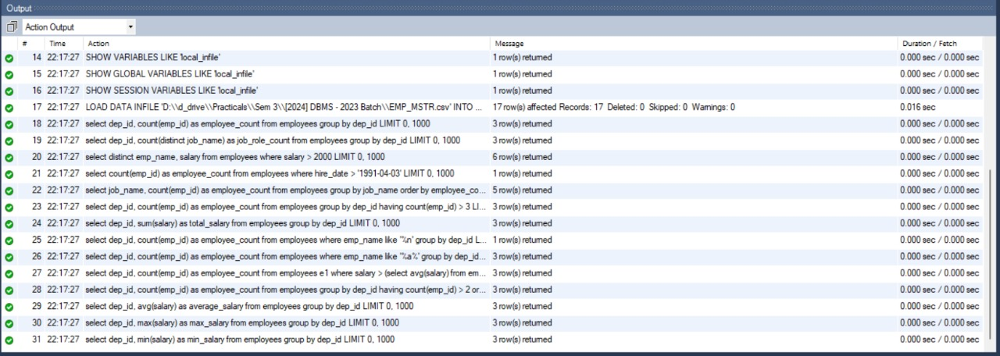 Output
Action Output
# Time Action Message Duration / Fetch
14 22:17:27 SHOW VARIABLES LIKE 'local_infile' 1 row(s) returned 0.000 sec / 0.000 sec
15 22:17:27 SHOW GLOBAL VARIABLES LIKE 'local_infile' 1 row(s) returned 0.000 sec / 0.000 sec
16 22:17:27 SHOW SESSION VARIABLES LIKE 'local_infile' 1 row(s) returned 0.000 sec / 0.000 sec
17 22:17:27 LOAD DATA INFILE 'D:\\d_drive\\Practicals\\Sem 3\\[2024] DBMS - 2023 Batch\\EMP_MSTR.csv' INTO ... 17 row(s) affected Records: 17 Deleted: 0 Skipped: 0 Warnings: 0 0.016 sec
18 22:17:27 select dep_id, count(emp_id) as employee_count from employees group by dep_id LIMIT 0, 1000 3 row(s) returned 0.000 sec / 0.000 sec
19 22:17:27 select dep_id, count(distinct job_name) as job_role_count from employees group by dep_id LIMIT 0, 1000 3 row(s) returned 0.000 sec / 0.000 sec
20 22:17:27 select distinct emp_name, salary from employees where salary > 2000 LIMIT 0, 1000 6 row(s) returned 0.000 sec / 0.000 sec
21 22:17:27 select count(emp_id) as employee_count from employees where hire_date > '1991-04-03' LIMIT 0, 1000 1 row(s) returned 0.000 sec / 0.000 sec
22 22:17:27 select job_name, count(emp_id) as employee_count from employees group by job_name order by employee_co... 5 row(s) returned 0.000 sec / 0.000 sec
23 22:17:27 select dep_id, count(emp_id) as employee_count from employees group by dep_id having count(emp_id) > 3 LI... 3 row(s) returned 0.000 sec / 0.000 sec
24 22:17:27 select dep_id, sum(salary) as total_salary from employees group by dep_id LIMIT 0, 1000 3 row(s) returned 0.000 sec / 0.000 sec
25 22:17:27 select dep_id, count(emp_id) as employee_count from employees where emp_name like '%n' group by dep_id L... 1 row(s) returned 0.000 sec / 0.000 sec
26 22:17:27 select dep_id, count(emp_id) as employee_count from employees where emp_name like '%a%' group by dep_id... 3 row(s) returned 0.000 sec / 0.000 sec
27 22:17:27 select dep_id, count(emp_id) as employee_count from employees e1 where salary > (select avg(salary) from em... 3 row(s) returned 0.000 sec / 0.000 sec
28 22:17:27 select dep_id, count(emp_id) as employee_count from employees group by dep_id having count(emp_id) > 2 or... 3 row(s) returned 0.000 sec / 0.000 sec
29 22:17:27 select dep_id, avg(salary) as average_salary from employees group by dep_id LIMIT 0, 1000 3 row(s) returned 0.000 sec / 0.000 sec
30 22:17:27 select dep_id, max(salary) as max_salary from employees group by dep_id LIMIT 0, 1000 3 row(s) returned 0.000 sec / 0.000 sec
31 22:17:27 select dep_id, min(salary) as min_salary from employees group by dep_id LIMIT 0, 1000 3 row(s) returned 0.000 sec / 0.000 sec